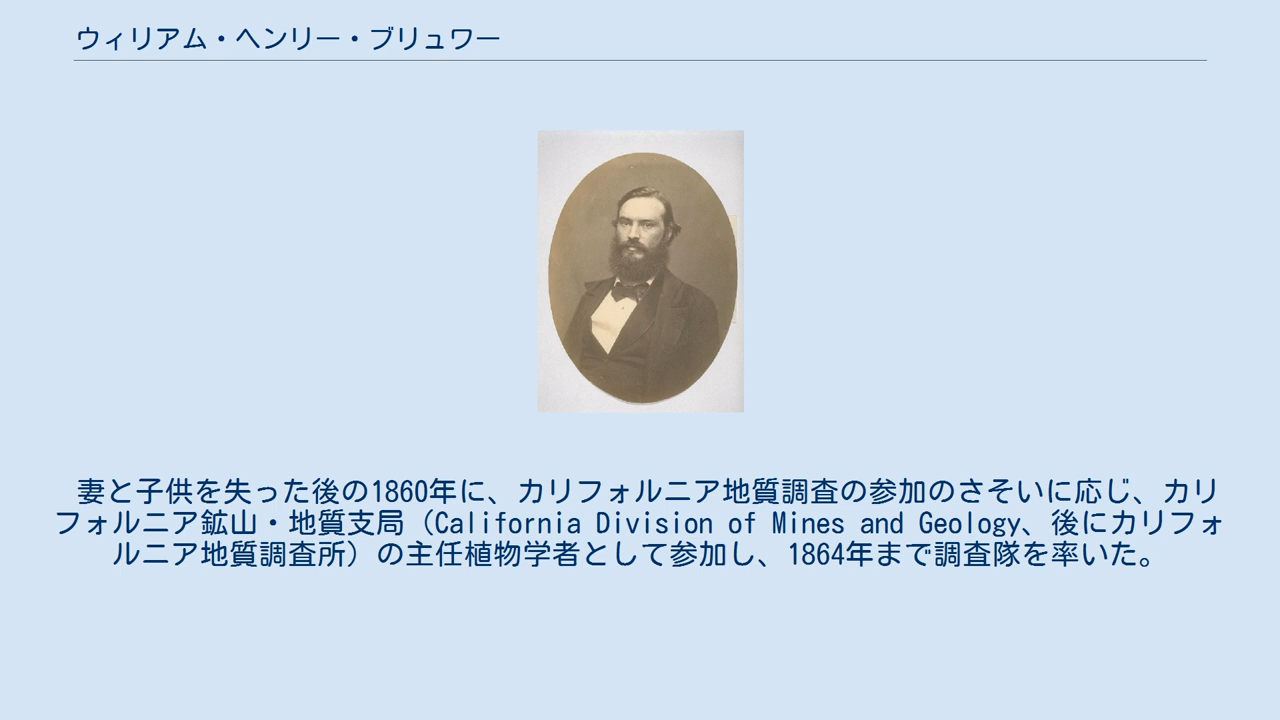 ウィリアム・ヘンリー・ブリュワー
妻と子供を失った後の1860年に、カリフォルニア地質調査の参加のさそいに応じ、カリ
フォルニア鉱山・地質支局（California Division of Mines and Geology、後にカリフォ
ルニア地質調査所）の主任植物学者として参加し、1864年まで調査隊を率いた。